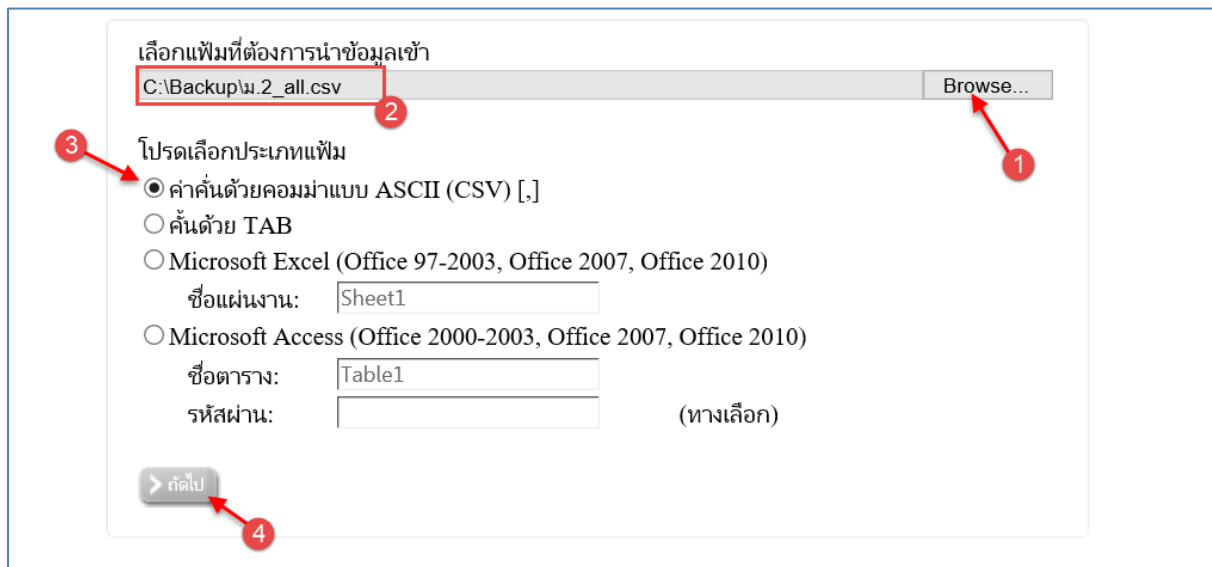 เลือกแฟ้มที่ต้องการนำข้อมูลเข้า
C:\Backup\ม.2_all.csv Browse...
2
3
โปรดเลือกประเภทแฟ้ม
1
ค่าคั่นด้วยคอมม่าแบบ ASCII (CSV) [,]
คั้นด้วย TAB
Microsoft Excel (Office 97-2003, Office 2007, Office 2010)
ชื่อแผ่นงาน: Sheet1
Microsoft Access (Office 2000-2003, Office 2007, Office 2010)
ชื่อตาราง: Table1
รหัสผ่าน: (ทางเลือก)
ถัดไป
4